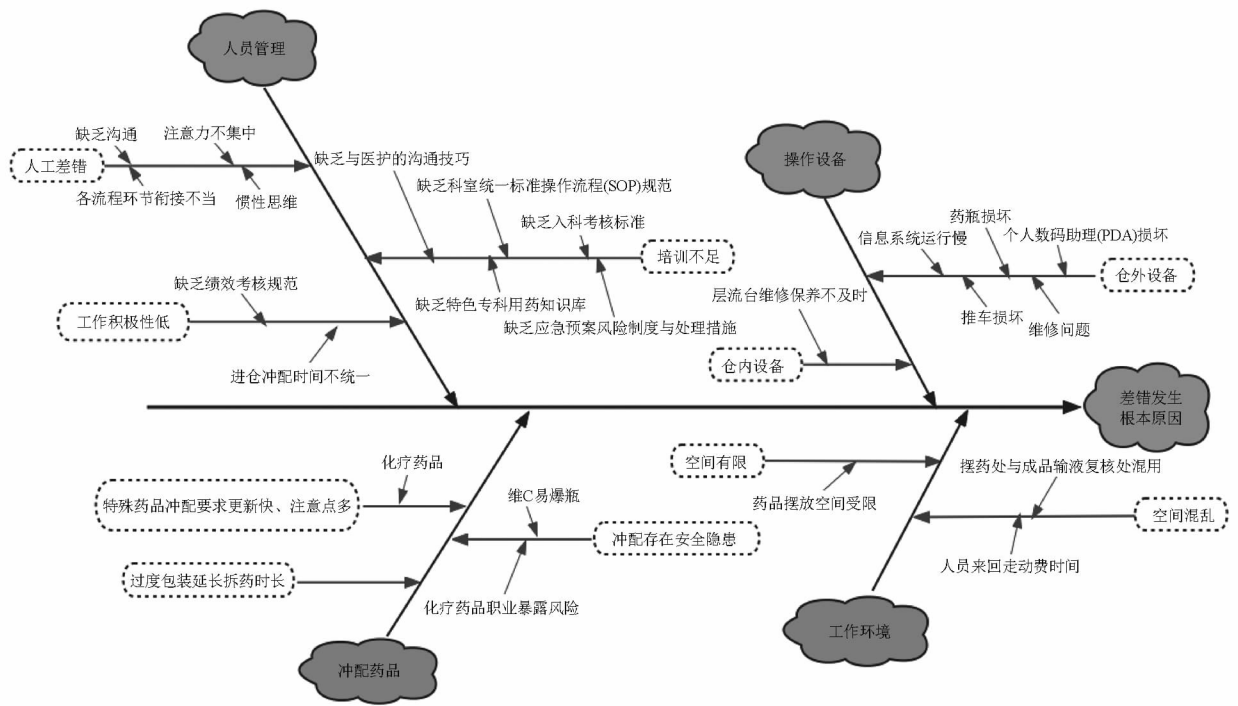 人员管理
缺乏沟通
注意力不集中
人工差错
各流程环节衔接不当
惯性思维
缺乏与医护的沟通技巧
缺乏科室统一标准操作流程(SOP)规范
缺乏入科考核标准
培训不足
缺乏特色专科用药知识库
缺乏应急预案风险制度与处理措施
缺乏绩效考核规范
工作积极性低
进仓冲配时间不统一
操作设备
药瓶损坏
信息系统运行慢
个人数码助理(PDA)损坏
仓外设备
推车损坏
维修问题
层流台维修保养不及时
仓内设备
差错发生
根本原因
化疗药品
特殊药品冲配要求更新快、注意点多
维C易爆瓶
冲配存在安全隐患
过度包装延长拆药时长
化疗药品职业暴露风险
冲配药品
空间有限
药品摆放空间受限
摆药处与成品输液复核处混用
空间混乱
人员来回走动费时间
工作环境